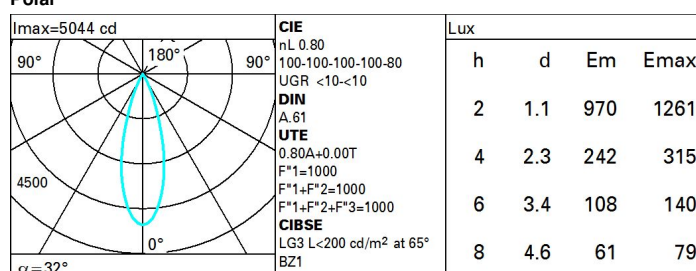 Polar
Imax=5044 cd
90°
180°
90°
4500
0°
α=32°
CIE
nL 0.80
100-100-100-100-80
UGR <10-<10
DIN
A.61
UTE
0.80A+0.00T
F"1=1000
F"1+F"2=1000
F"1+F"2+F"3=1000
CIBSE
LG3 L<200 cd/m² at 65°
BZ1
Lux
h d Em Emax
2 1.1 970 1261
4 2.3 242 315
6 3.4 108 140
8 4.6 61 79